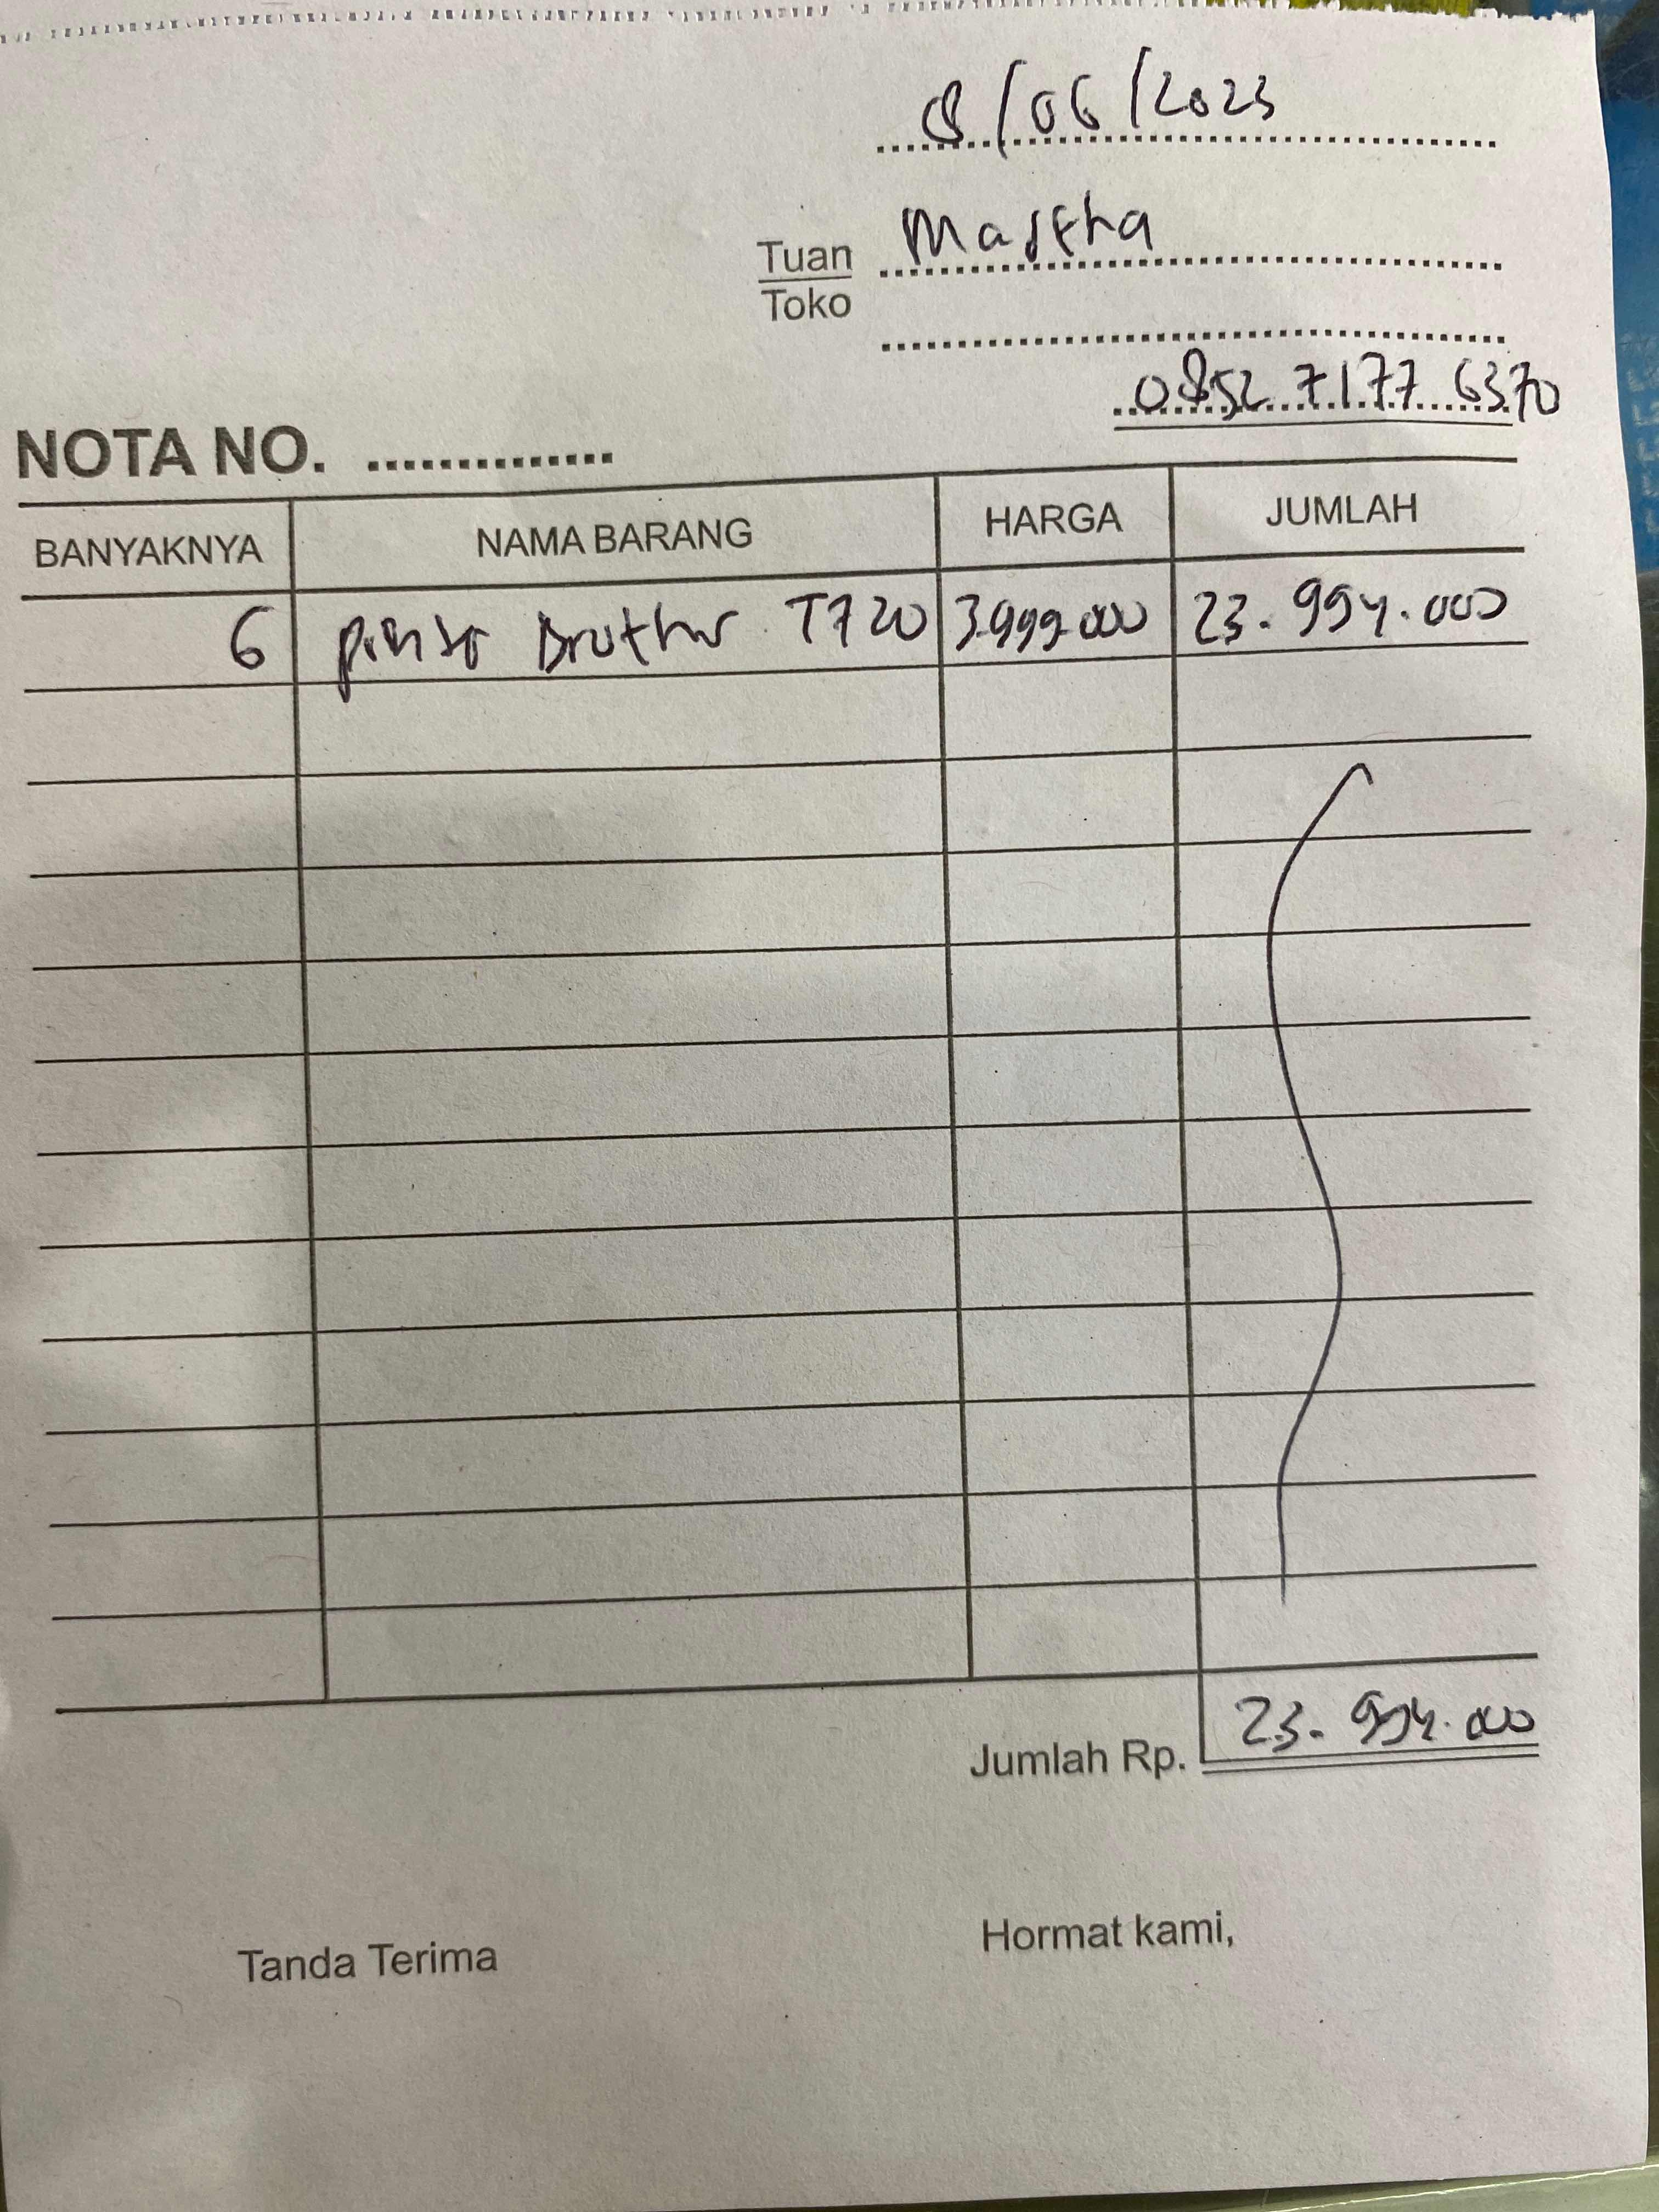 8/06/2023
Tuan Martha
Toko
0852 7177 6370
NOTA NO. ..............
BANYAKNYA NAMA BARANG HARGA JUMLAH
6 printer Brother T720 3.999.000 23.994.000
Jumlah Rp. 23.994.000
Tanda Terima Hormat kami,